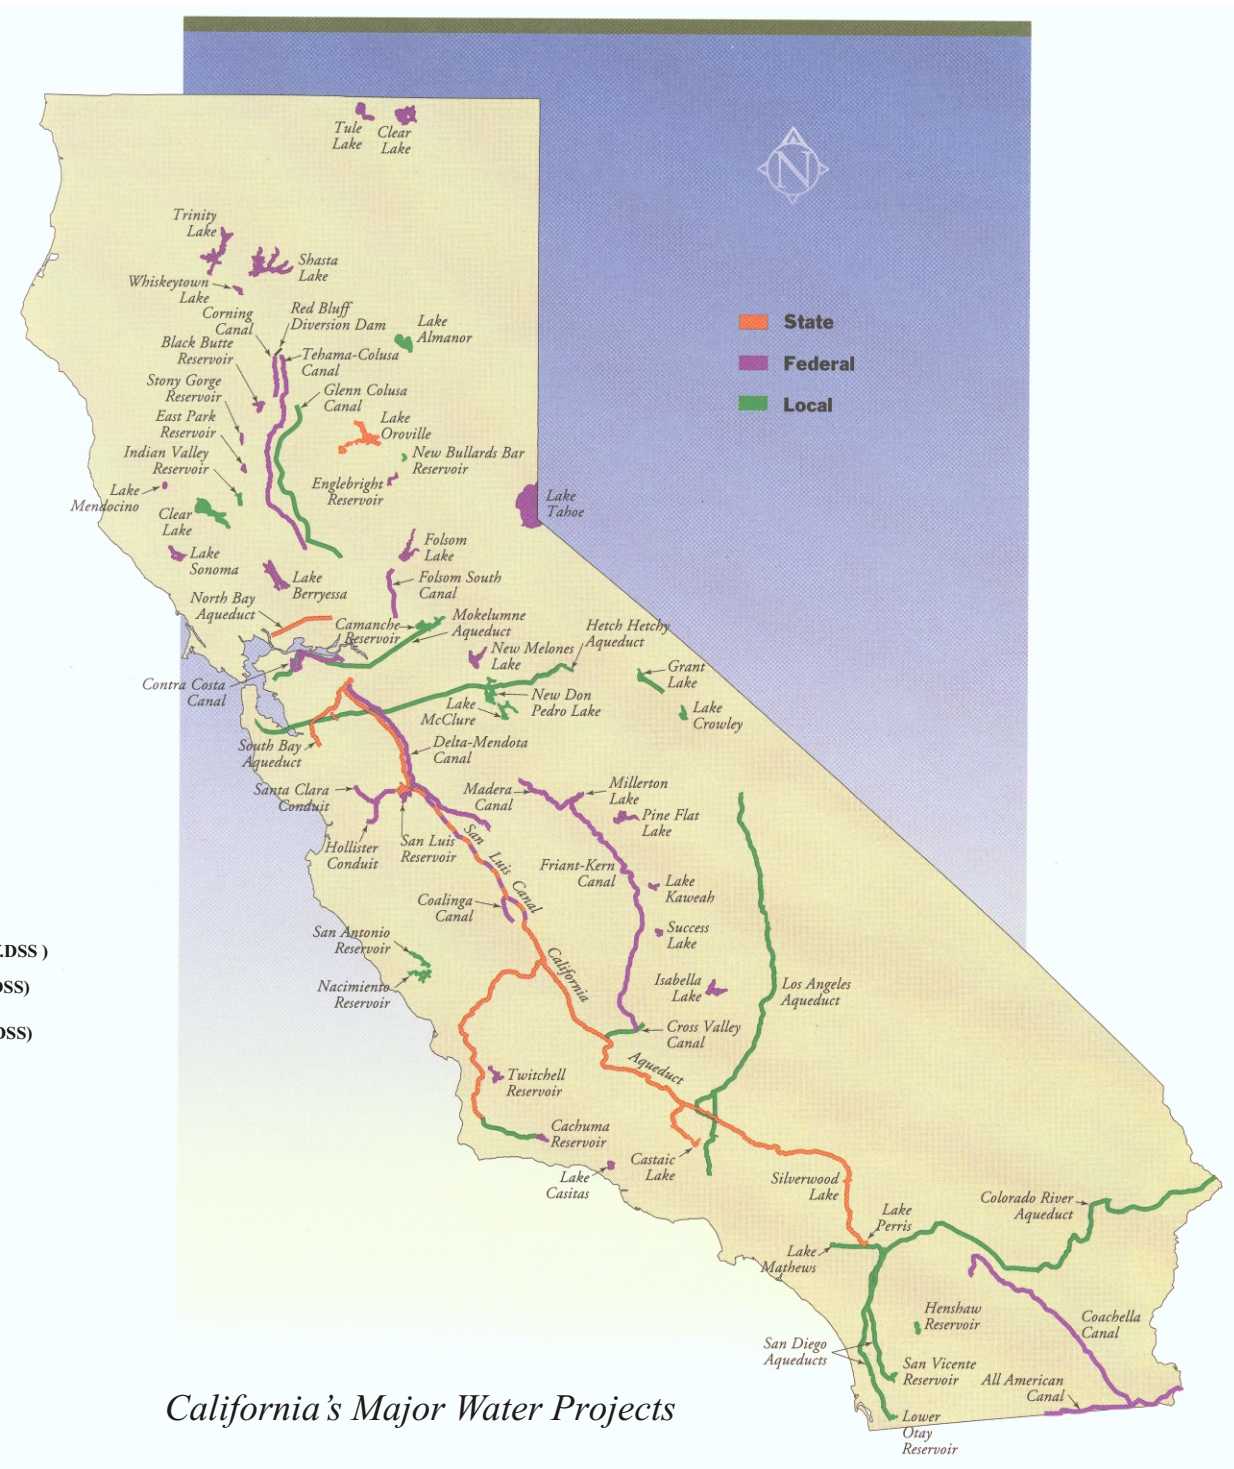 N
Tule
Lake
Clear
Lake
Trinity
Lake
Shasta
Lake
Whiskeytown
Lake
Corning
Canal
Red Bluff
Diversion Dam
Lake
Almanor
Black Butte
Reservoir
Tehama-Colusa
Canal
Stony Gorge
Reservoir
Glenn Colusa
Canal
East Park
Reservoir
Lake
Oroville
Indian Valley
Reservoir
New Bullards Bar
Reservoir
Englebright
Reservoir
Lake
Mendocino
Clear
Lake
Lake
Tahoe
Lake
Sonoma
Folsom
Lake
Lake
Berryessa
Folsom South
Canal
North Bay
Aqueduct
Camanche
Reservoir
Mokelumne
Aqueduct
Hetch Hetchy
Aqueduct
New Melones
Lake
Contra Costa
Canal
Grant
Lake
New Don
Pedro Lake
Lake
McClure
Lake
Crowley
South Bay
Aqueduct
Delta-Mendota
Canal
Santa Clara
Conduit
Madera
Canal
Millerton
Lake
Pine Flat
Lake
Hollister
Conduit
San Luis
Reservoir
San
Luis
Canal
Friant-Kern
Canal
Lake
Kaweah
Coalinga
Canal
Success
Lake
San Antonio
Reservoir
Nacimiento
Reservoir
California
Aqueduct
Isabella
Lake
Los Angeles
Aqueduct
Cross Valley
Canal
Twitchell
Reservoir
Cachuma
Reservoir
Castaic
Lake
Lake
Casitas
Silverwood
Lake
Lake
Perris
Colorado River
Aqueduct
Lake
Mathews
Henshaw
Reservoir
Coachella
Canal
San Diego
Aqueducts
San Vicente
Reservoir
All American
Canal
Lower
Otay
Reservoir
State
Federal
Local
.DSS )
DSS)
DSS)
California's Major Water Projects